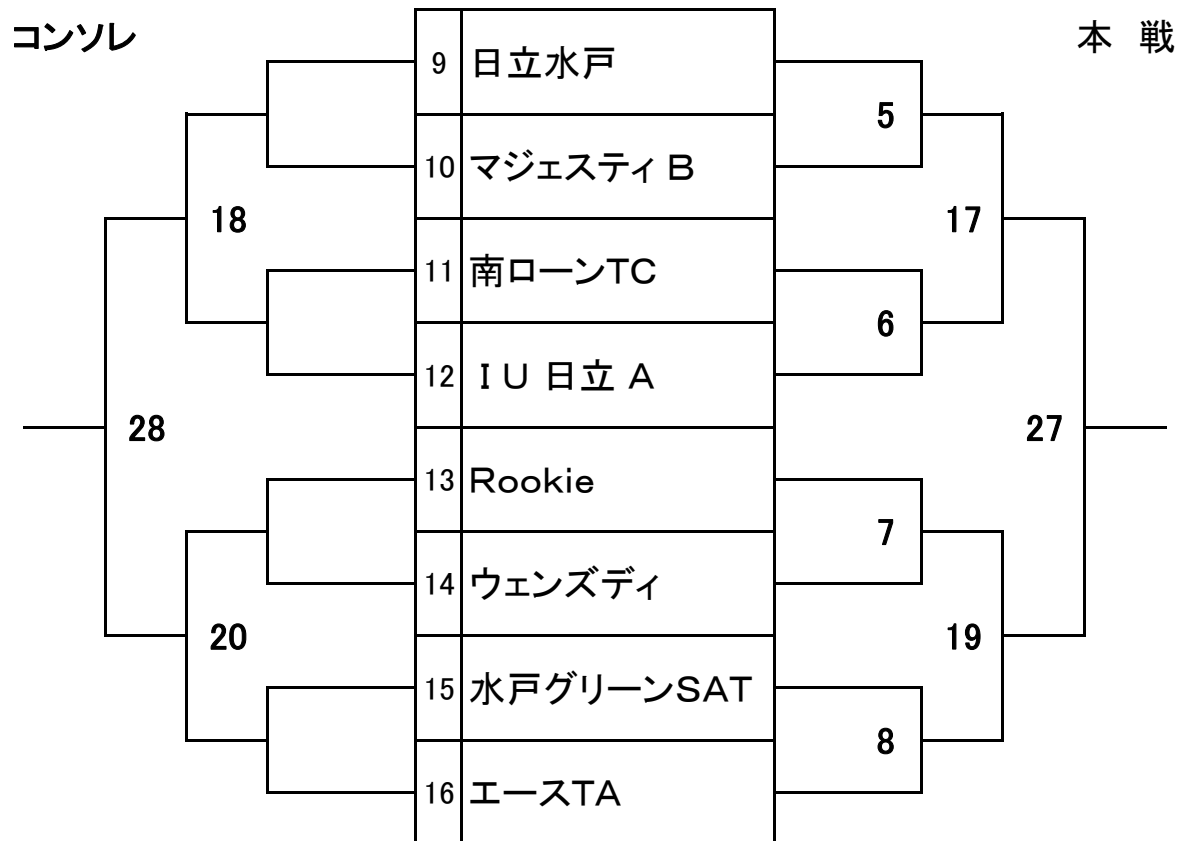 コンソレ
本 戦
9 日立水戸
5
10 マジェスティ B
18
17
11 南ローンTC
6
12 I U 日立 A
28
27
13 Rookie
7
14 ウェンズディ
20
19
15 水戸グリーンSAT
8
16 エースTA